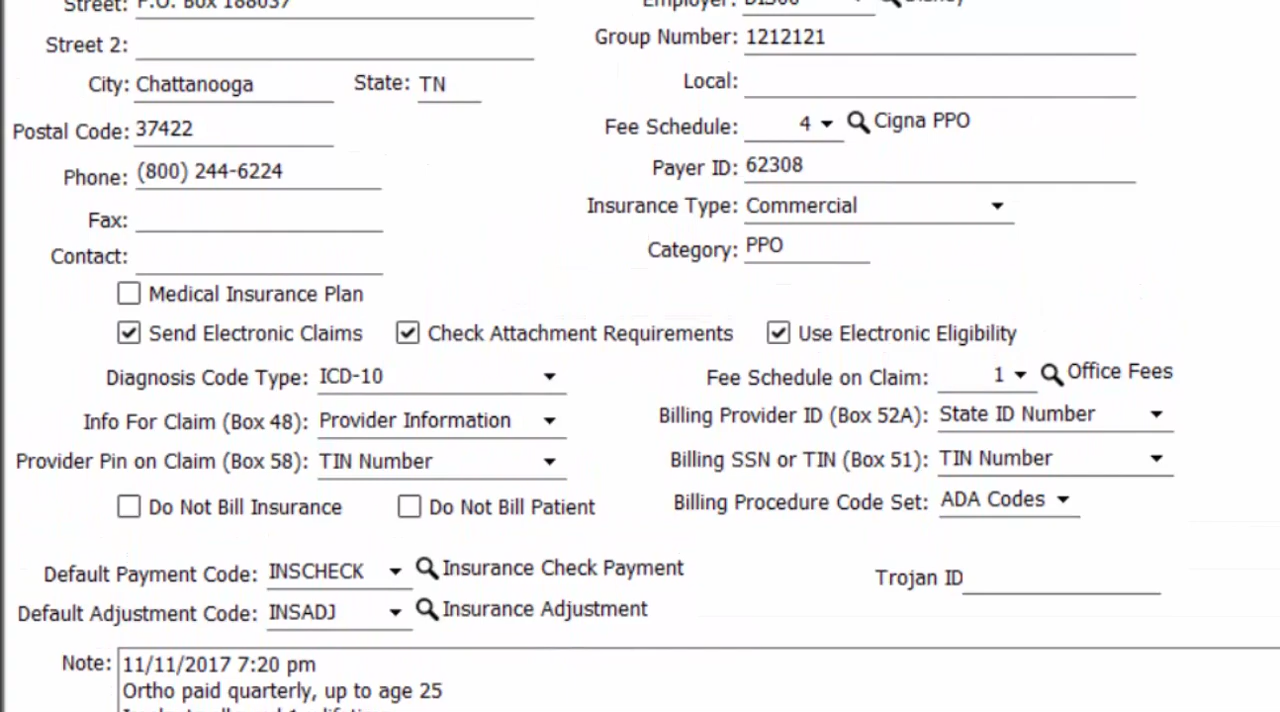 Street: P.O. Box 188037
Employer: DIS00
Street 2:
Group Number: 1212121
City: Chattanooga State: TN
Local:
Postal Code: 37422
Fee Schedule: 4 Cigna PPO
Phone: (800) 244-6224
Payer ID: 62308
Fax:
Insurance Type: Commercial
Contact:
Category: PPO
Medical Insurance Plan
Send Electronic Claims Check Attachment Requirements Use Electronic Eligibility
Diagnosis Code Type: ICD-10
Fee Schedule on Claim: 1 Office Fees
Info For Claim (Box 48): Provider Information
Billing Provider ID (Box 52A): State ID Number
Provider Pin on Claim (Box 58): TIN Number
Billing SSN or TIN (Box 51): TIN Number
Do Not Bill Insurance Do Not Bill Patient
Billing Procedure Code Set: ADA Codes
Default Payment Code: INSCHECK Insurance Check Payment
Trojan ID
Default Adjustment Code: INSADJ Insurance Adjustment
Note: 11/11/2017 7:20 pm
Ortho paid quarterly, up to age 25